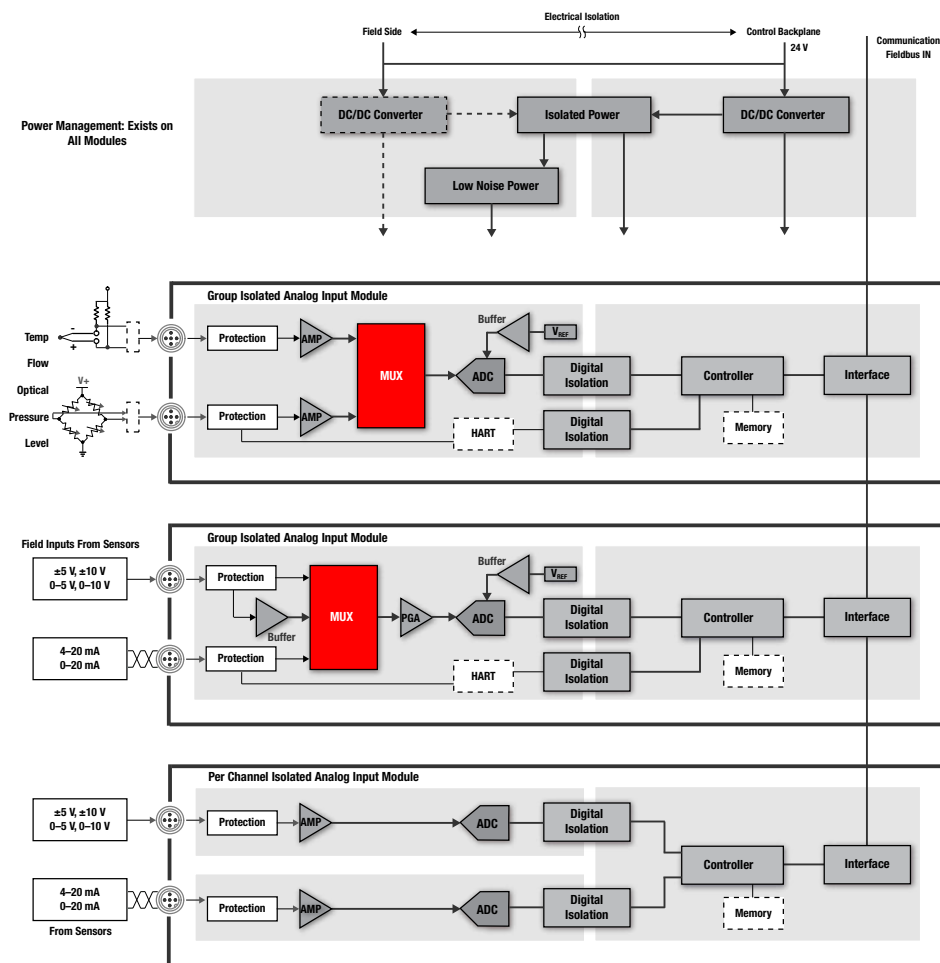 Electrical Isolation
Field Side
Control Backplane
24 V
Communication
Fieldbus IN
Power Management: Exists on
All Modules
DC/DC Converter
Isolated Power
DC/DC Converter
Low Noise Power
Group Isolated Analog Input Module
Temp
Flow
Optical
Pressure
Level
-
+
V+
Protection
AMP
Protection
AMP
MUX
Buffer
VREF
ADC
HART
Digital
Isolation
Digital
Isolation
Controller
Memory
Interface
Field Inputs From Sensors
Group Isolated Analog Input Module
±5 V, ±10 V
0–5 V, 0–10 V
4–20 mA
0–20 mA
Protection
Buffer
Protection
MUX
PGA
Buffer
VREF
ADC
HART
Digital
Isolation
Digital
Isolation
Controller
Memory
Interface
Per Channel Isolated Analog Input Module
±5 V, ±10 V
0–5 V, 0–10 V
4–20 mA
0–20 mA
From Sensors
Protection
AMP
ADC
Digital
Isolation
Protection
AMP
ADC
Digital
Isolation
Controller
Memory
Interface